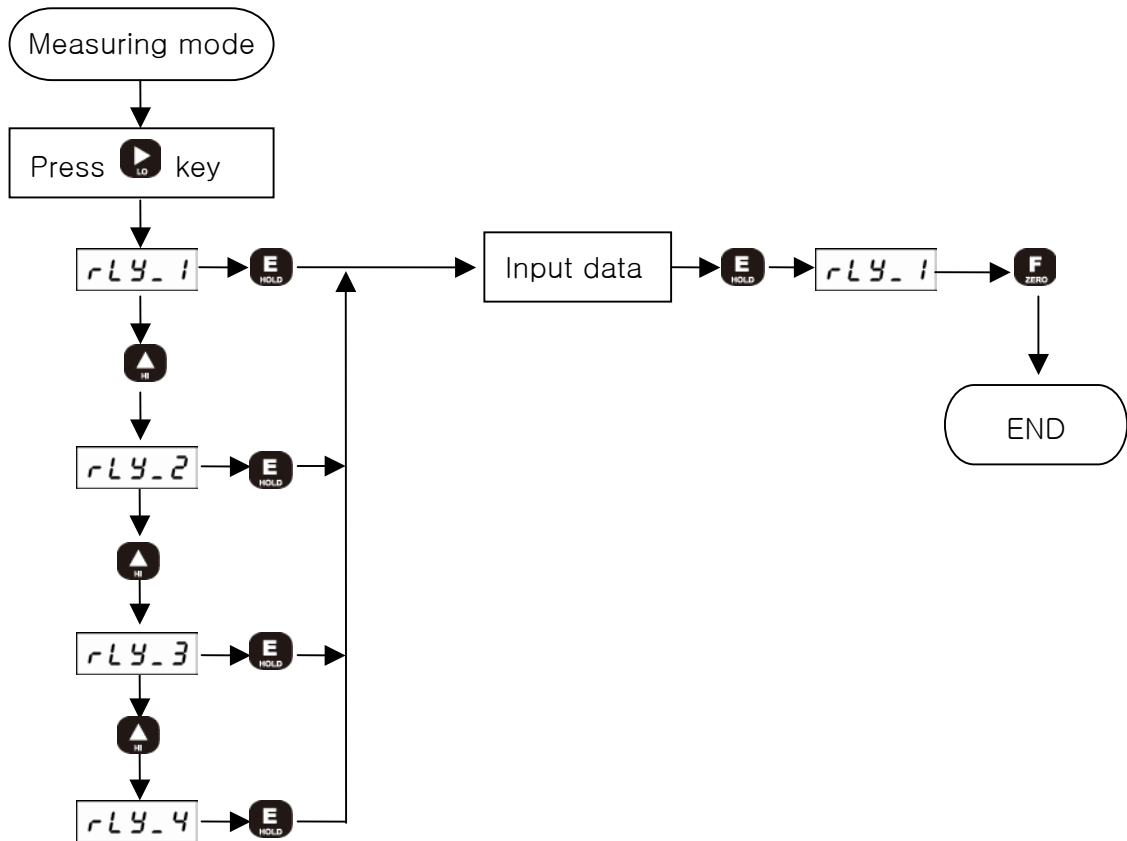 Measuring mode
Press ▶ LO key
rLY_1 E HOLD Input data E HOLD rLY_1 F ZERO
▲ HI
END
rLY_2 E HOLD
▲ HI
rLY_3 E HOLD
▲ HI
rLY_4 E HOLD